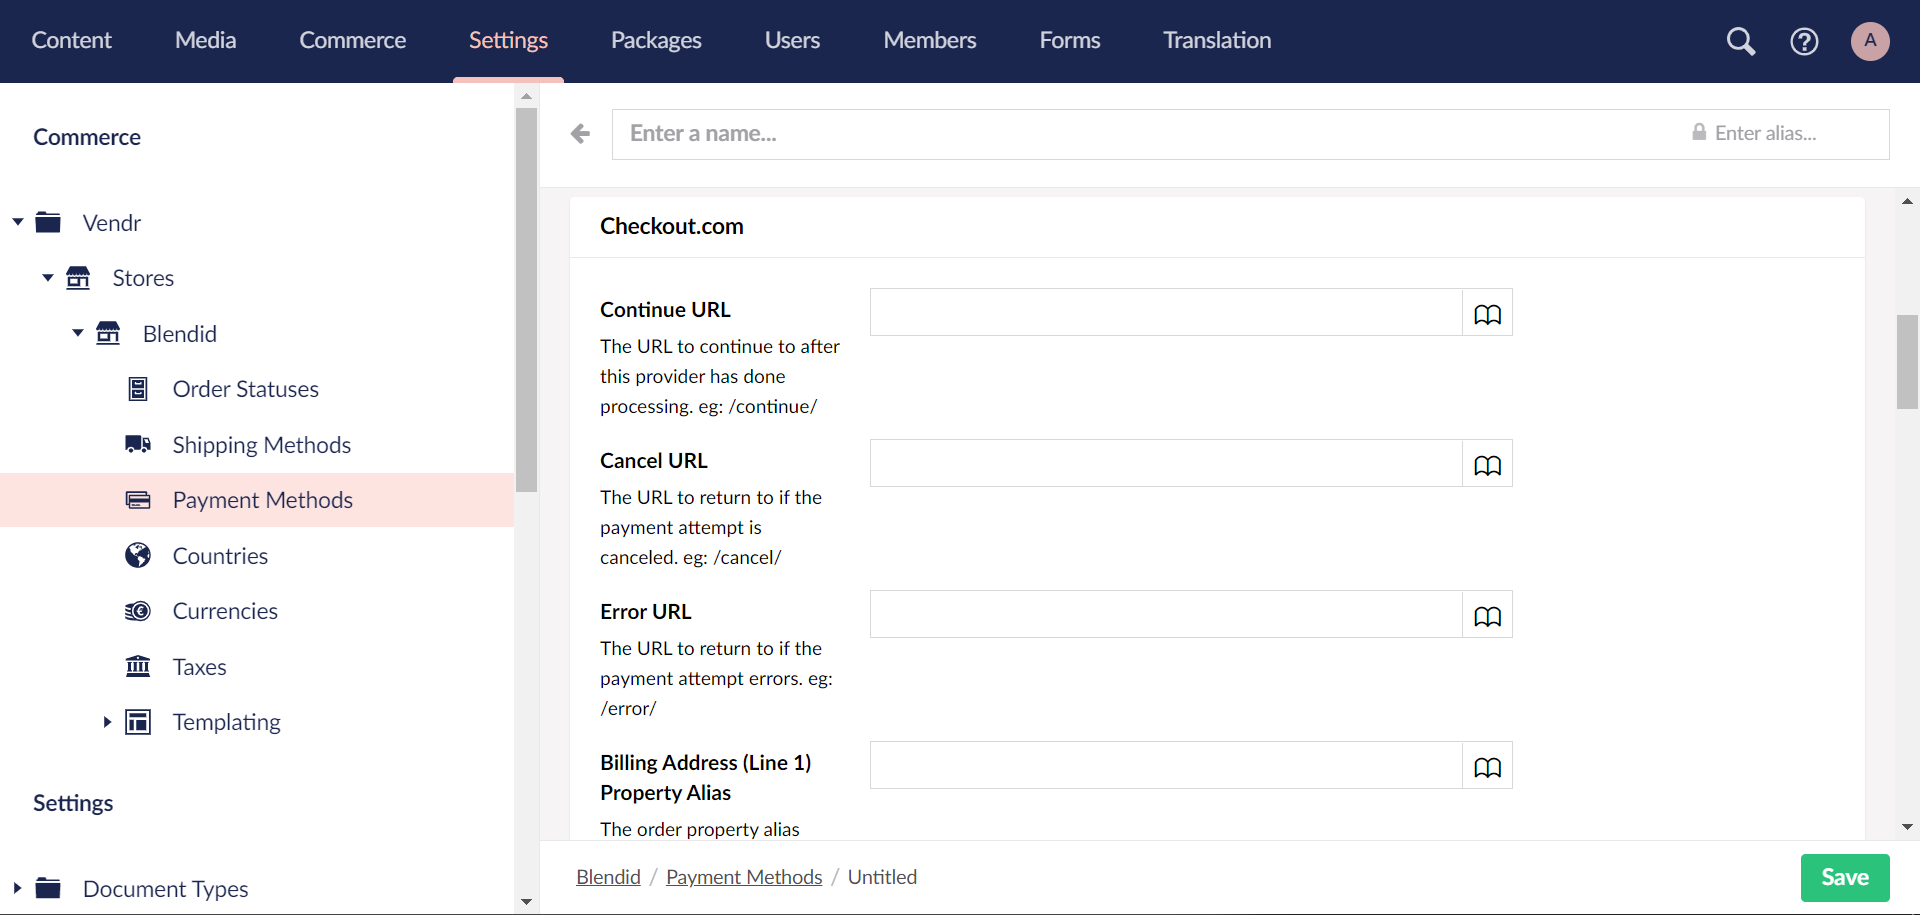 Content Media Commerce Settings Packages Users Members Forms Translation A
Commerce
Vendr
Stores
Blendid
Order Statuses
Shipping Methods
Payment Methods
Countries
Currencies
Taxes
Templating
Settings
Document Types
Enter a name... Enter alias...
Checkout.com
Continue URL
The URL to continue to after
this provider has done
processing. eg: /continue/
Cancel URL
The URL to return to if the
payment attempt is
canceled. eg: /cancel/
Error URL
The URL to return to if the
payment attempt errors. eg:
/error/
Billing Address (Line 1)
Property Alias
The order property alias
Blendid / Payment Methods / Untitled
Save